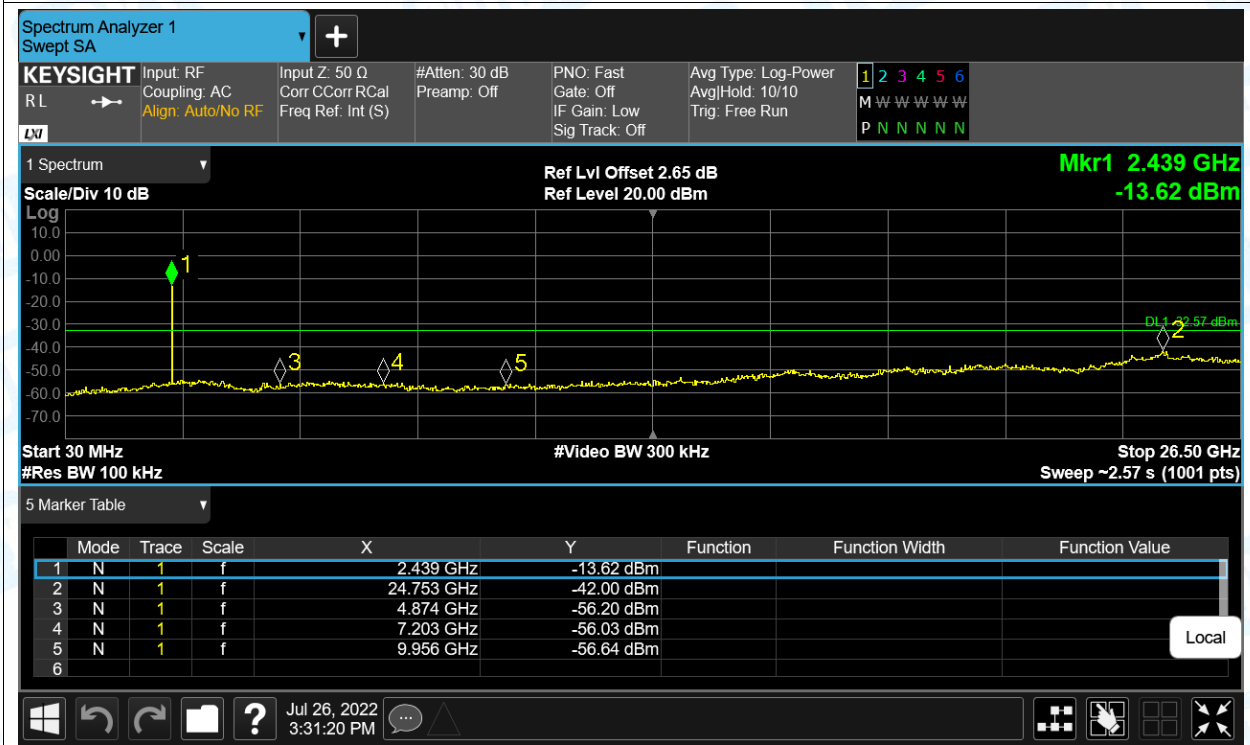 Spectrum Analyzer 1
Swept SA
KEYSIGHT
R L
LXI
Input: RF
Coupling: AC
Align: Auto/No RF
Input Z: 50 Ω
Corr CCorr RCal
Freq Ref: Int (S)
#Atten: 30 dB
Preamp: Off
PNO: Fast
Gate: Off
IF Gain: Low
Sig Track: Off
Avg Type: Log-Power
Avg|Hold: 10/10
Trig: Free Run
1 2 3 4 5 6
M W W W W W
P N N N N N
1 Spectrum
Scale/Div 10 dB
Ref Lvl Offset 2.65 dB
Ref Level 20.00 dBm
Mkr1 2.439 GHz
-13.62 dBm
Log
10.0
0.00
-10.0
-20.0
-30.0
-40.0
-50.0
-60.0
-70.0
1
3
4
5
2
Start 30 MHz
#Res BW 100 kHz
#Video BW 300 kHz
Stop 26.50 GHz
Sweep ~2.57 s (1001 pts)
5 Marker Table
Mode Trace Scale X Y Function Function Width Function Value
1 N 1 f 2.439 GHz -13.62 dBm
2 N 1 f 24.753 GHz -42.00 dBm
3 N 1 f 4.874 GHz -56.20 dBm
4 N 1 f 7.203 GHz -56.03 dBm
5 N 1 f 9.956 GHz -56.64 dBm
6
Local
?
Jul 26, 2022
3:31:20 PM